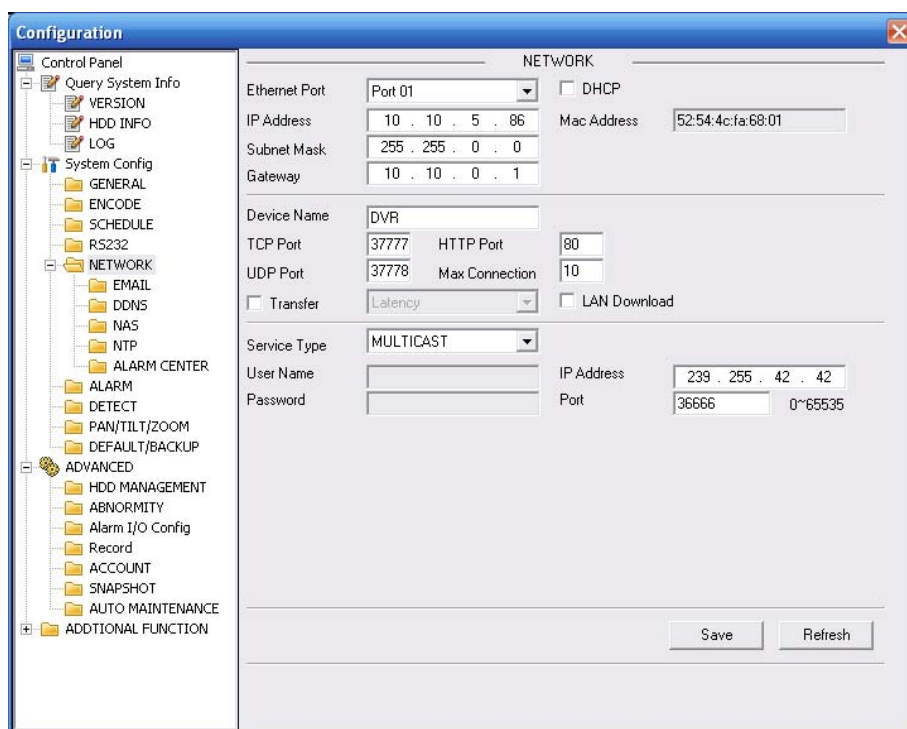 Configuration
Control Panel
Query System Info
VERSION
HDD INFO
LOG
System Config
GENERAL
ENCODE
SCHEDULE
RS232
NETWORK
EMAIL
DDNS
NAS
NTP
ALARM CENTER
ALARM
DETECT
PAN/TILT/ZOOM
DEFAULT/BACKUP
ADVANCED
HDD MANAGEMENT
ABNORMITY
Alarm I/O Config
Record
ACCOUNT
SNAPSHOT
AUTO MAINTENANCE
ADDTIONAL FUNCTION
NETWORK
Ethernet Port Port 01 DHCP
IP Address 10 . 10 . 5 . 86 Mac Address 52:54:4c:fa:68:01
Subnet Mask 255 . 255 . 0 . 0
Gateway 10 . 10 . 0 . 1
Device Name DVR
TCP Port 37777 HTTP Port 80
UDP Port 37778 Max Connection 10
Transfer Latency LAN Download
Service Type MULTICAST
User Name IP Address 239 . 255 . 42 . 42
Password Port 36666 0~65535
Save Refresh